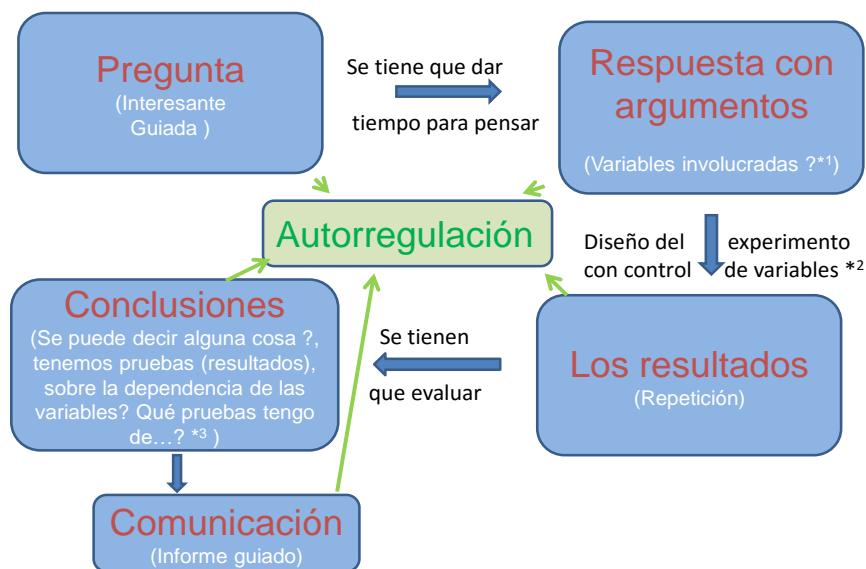 Pregunta
(Interesante
Guiada )
Se tiene que dar
tiempo para pensar
Respuesta con
argumentos
(Variables involucradas ?*1)
Autorregulación
Diseño del experimento
con control de variables *2
Conclusiones
(Se puede decir alguna cosa ?,
tenemos pruebas (resultados),
sobre la dependencia de las
variables? Qué pruebas tengo
de…? *3 )
Se tienen
que evaluar
Los resultados
(Repetición)
Comunicación
(Informe guiado)